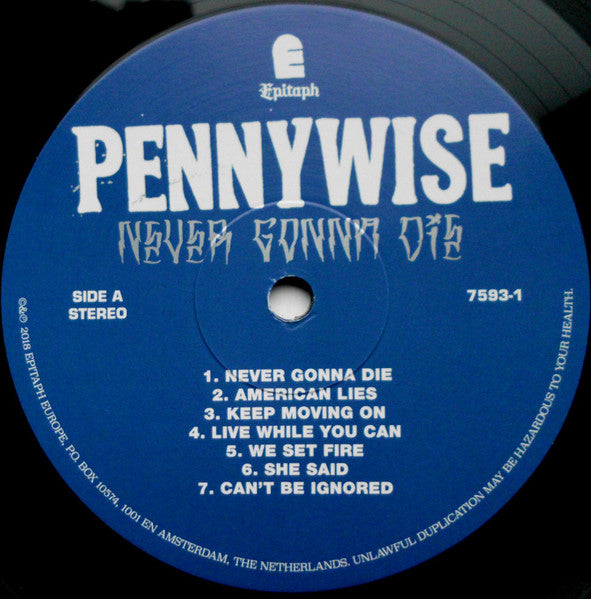 Epitaph
PENNYWISE
NEVER GONNA DIE
SIDE A
STEREO
7593-1
1. NEVER GONNA DIE
2. AMERICAN LIES
3. KEEP MOVING ON
4. LIVE WHILE YOU CAN
5. WE SET FIRE
6. SHE SAID
7. CAN'T BE IGNORED
©&℗ 2018 EPITAPH EUROPE, P.O. BOX 10574, 1001 EN AMSTERDAM, THE NETHERLANDS. UNLAWFUL DUPLICATION MAY BE HAZARDOUS TO YOUR HEALTH.